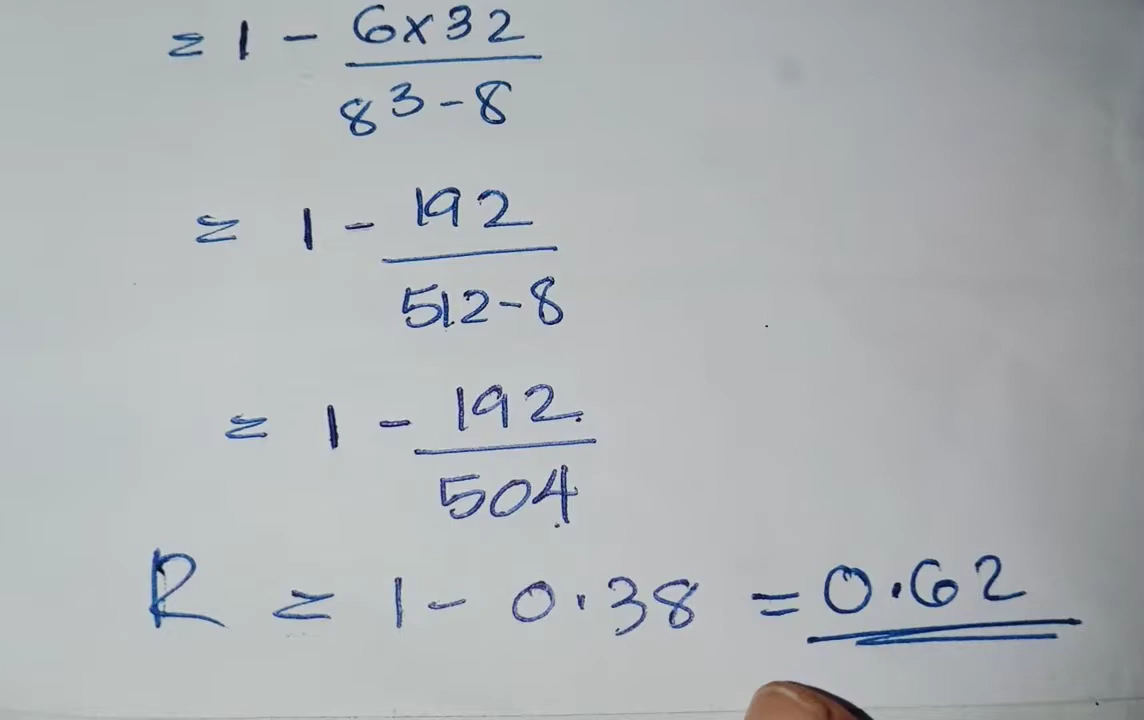 = 1 - 6x32
8³-8
= 1 - 192
512-8
= 1 - 192
504
R = 1 - 0.38 = 0.62